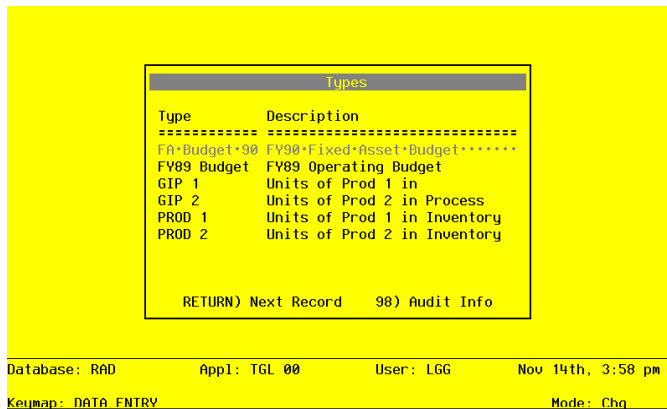 Types
Type Description
============ ==============================
FA·Budget·90 FY90·Fixed·Asset·Budget·······
FY89 Budget FY89 Operating Budget
GIP 1 Units of Prod 1 in
GIP 2 Units of Prod 2 in Process
PROD 1 Units of Prod 1 in Inventory
PROD 2 Units of Prod 2 in Inventory
RETURN) Next Record 98) Audit Info
Database: RAD Appl: TGL 00 User: LGG Nov 14th, 3:58 pm
Keymap: DATA ENTRY Mode: Chg